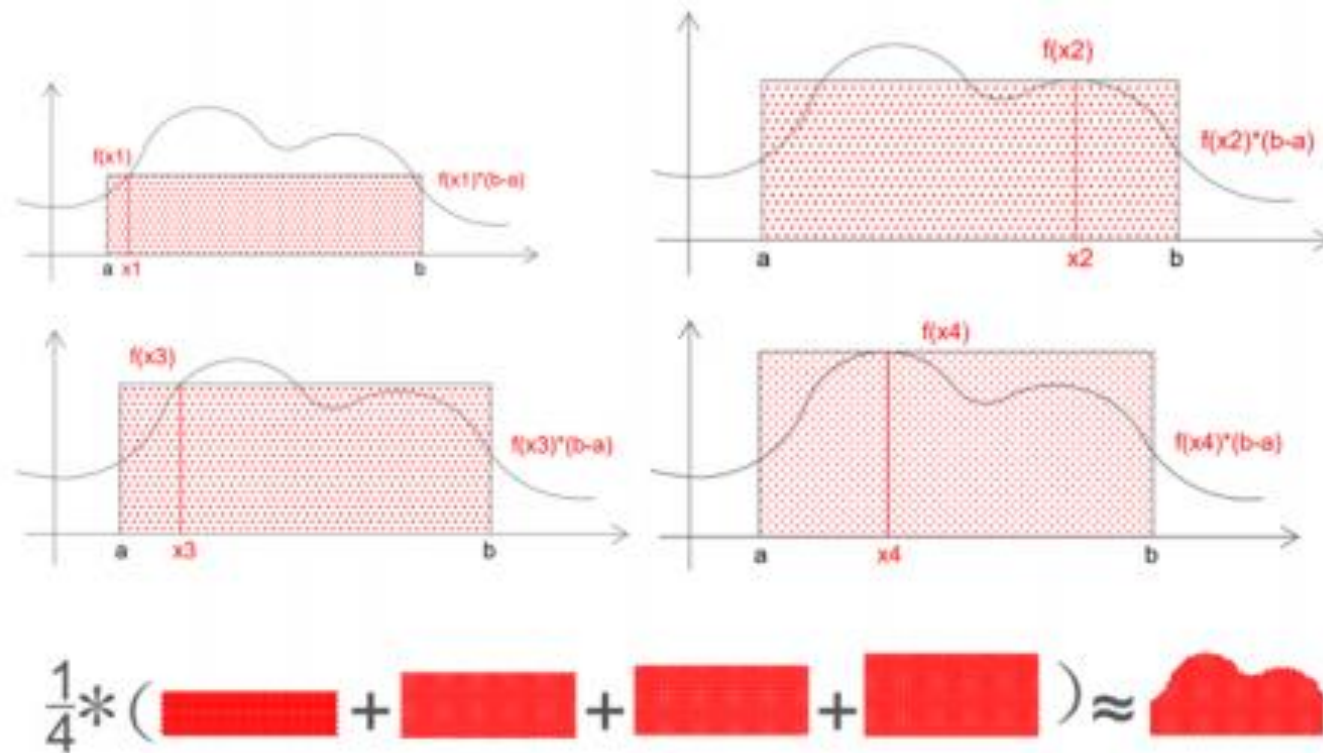 f(x1)
f(x1)*(b-a)
a x1 b
f(x2)
f(x2)*(b-a)
a x2 b
f(x3)
f(x3)*(b-a)
a x3 b
f(x4)
f(x4)*(b-a)
a x4 b
1/4*( + + + )≈